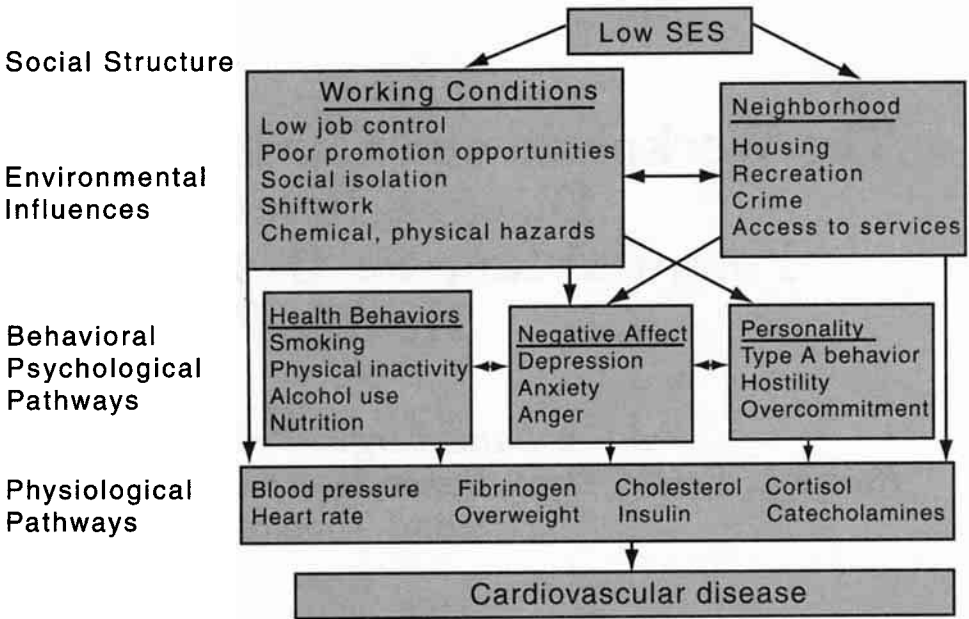 Low SES
Social Structure
Working Conditions
Low job control
Poor promotion opportunities
Social isolation
Shiftwork
Chemical, physical hazards
Neighborhood
Housing
Recreation
Crime
Access to services
Environmental
Influences
Behavioral
Psychological
Pathways
Health Behaviors
Smoking
Physical inactivity
Alcohol use
Nutrition
Negative Affect
Depression
Anxiety
Anger
Personality
Type A behavior
Hostility
Overcommitment
Physiological
Pathways
Blood pressure Fibrinogen Cholesterol Cortisol
Heart rate Overweight Insulin Catecholamines
Cardiovascular disease